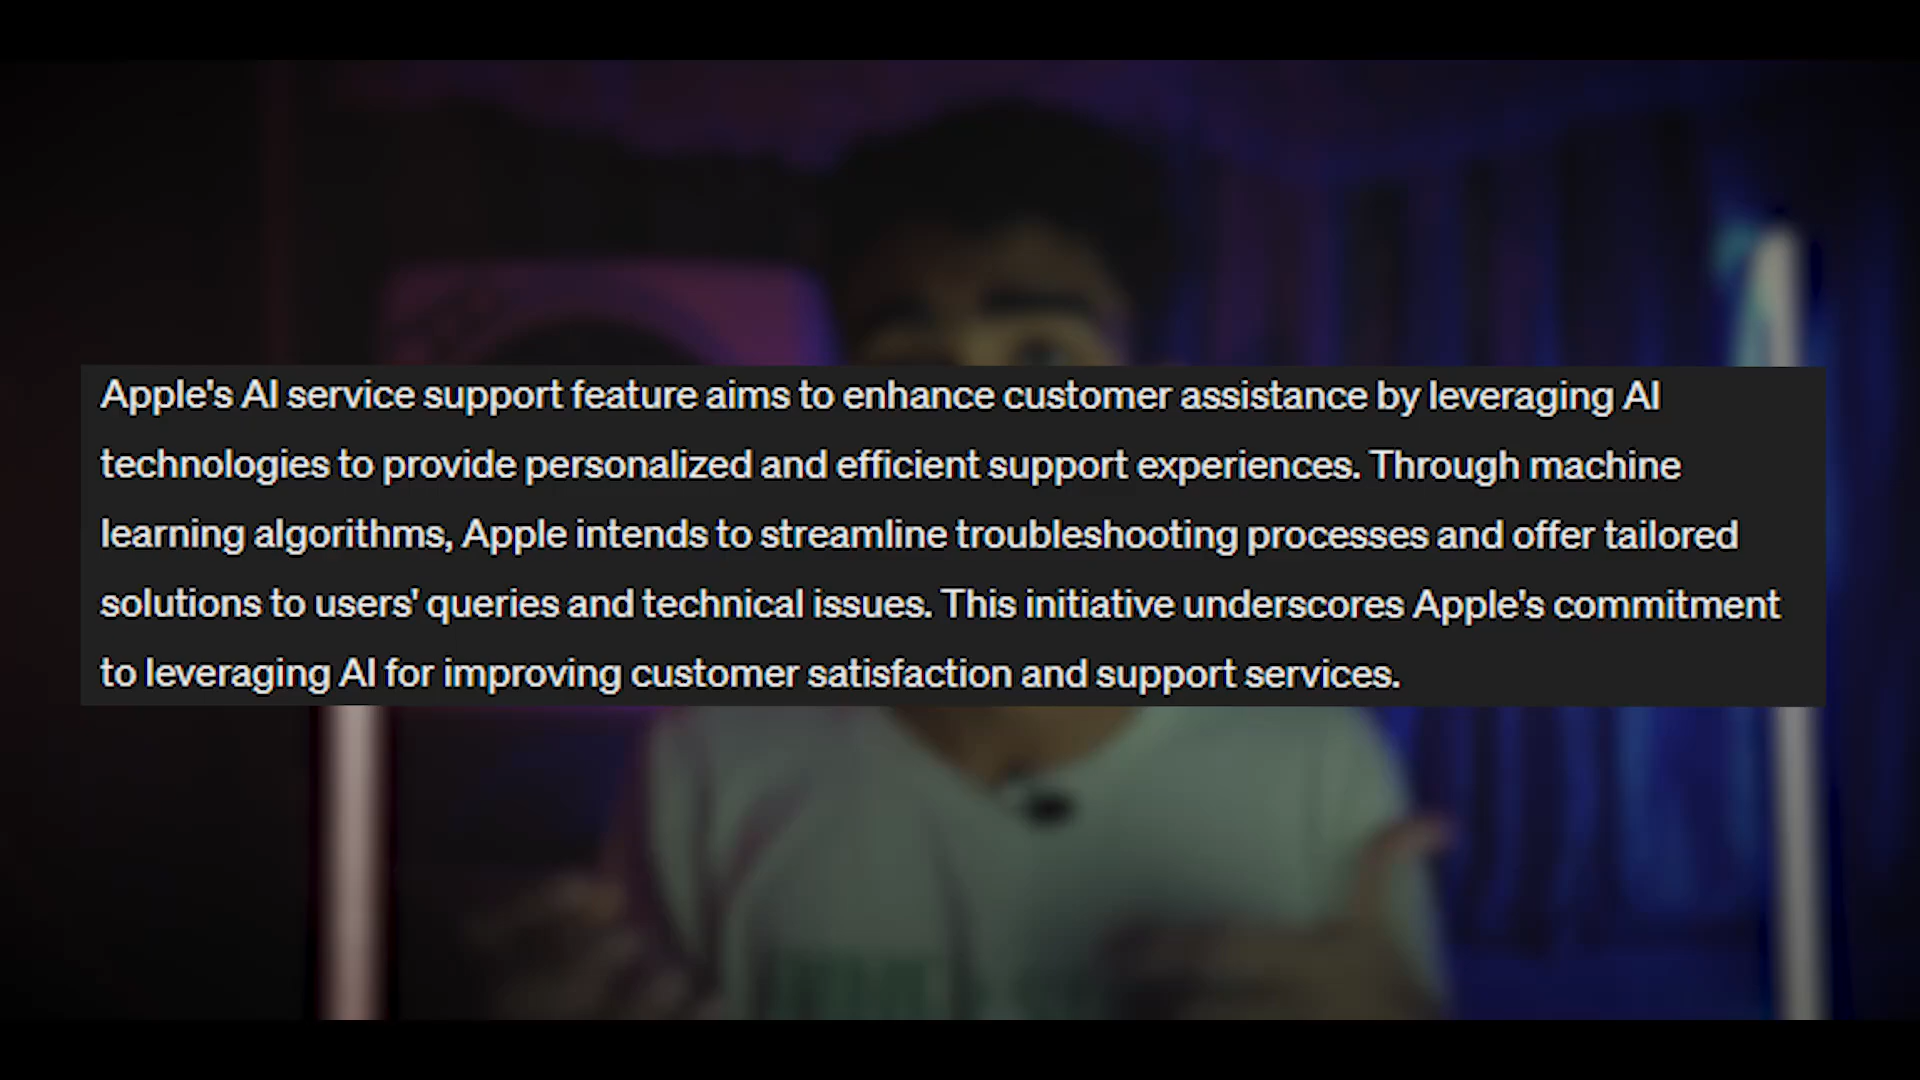 Apple's AI service support feature aims to enhance customer assistance by leveraging AI
technologies to provide personalized and efficient support experiences. Through machine
learning algorithms, Apple intends to streamline troubleshooting processes and offer tailored
solutions to users' queries and technical issues. This initiative underscores Apple's commitment
to leveraging AI for improving customer satisfaction and support services.